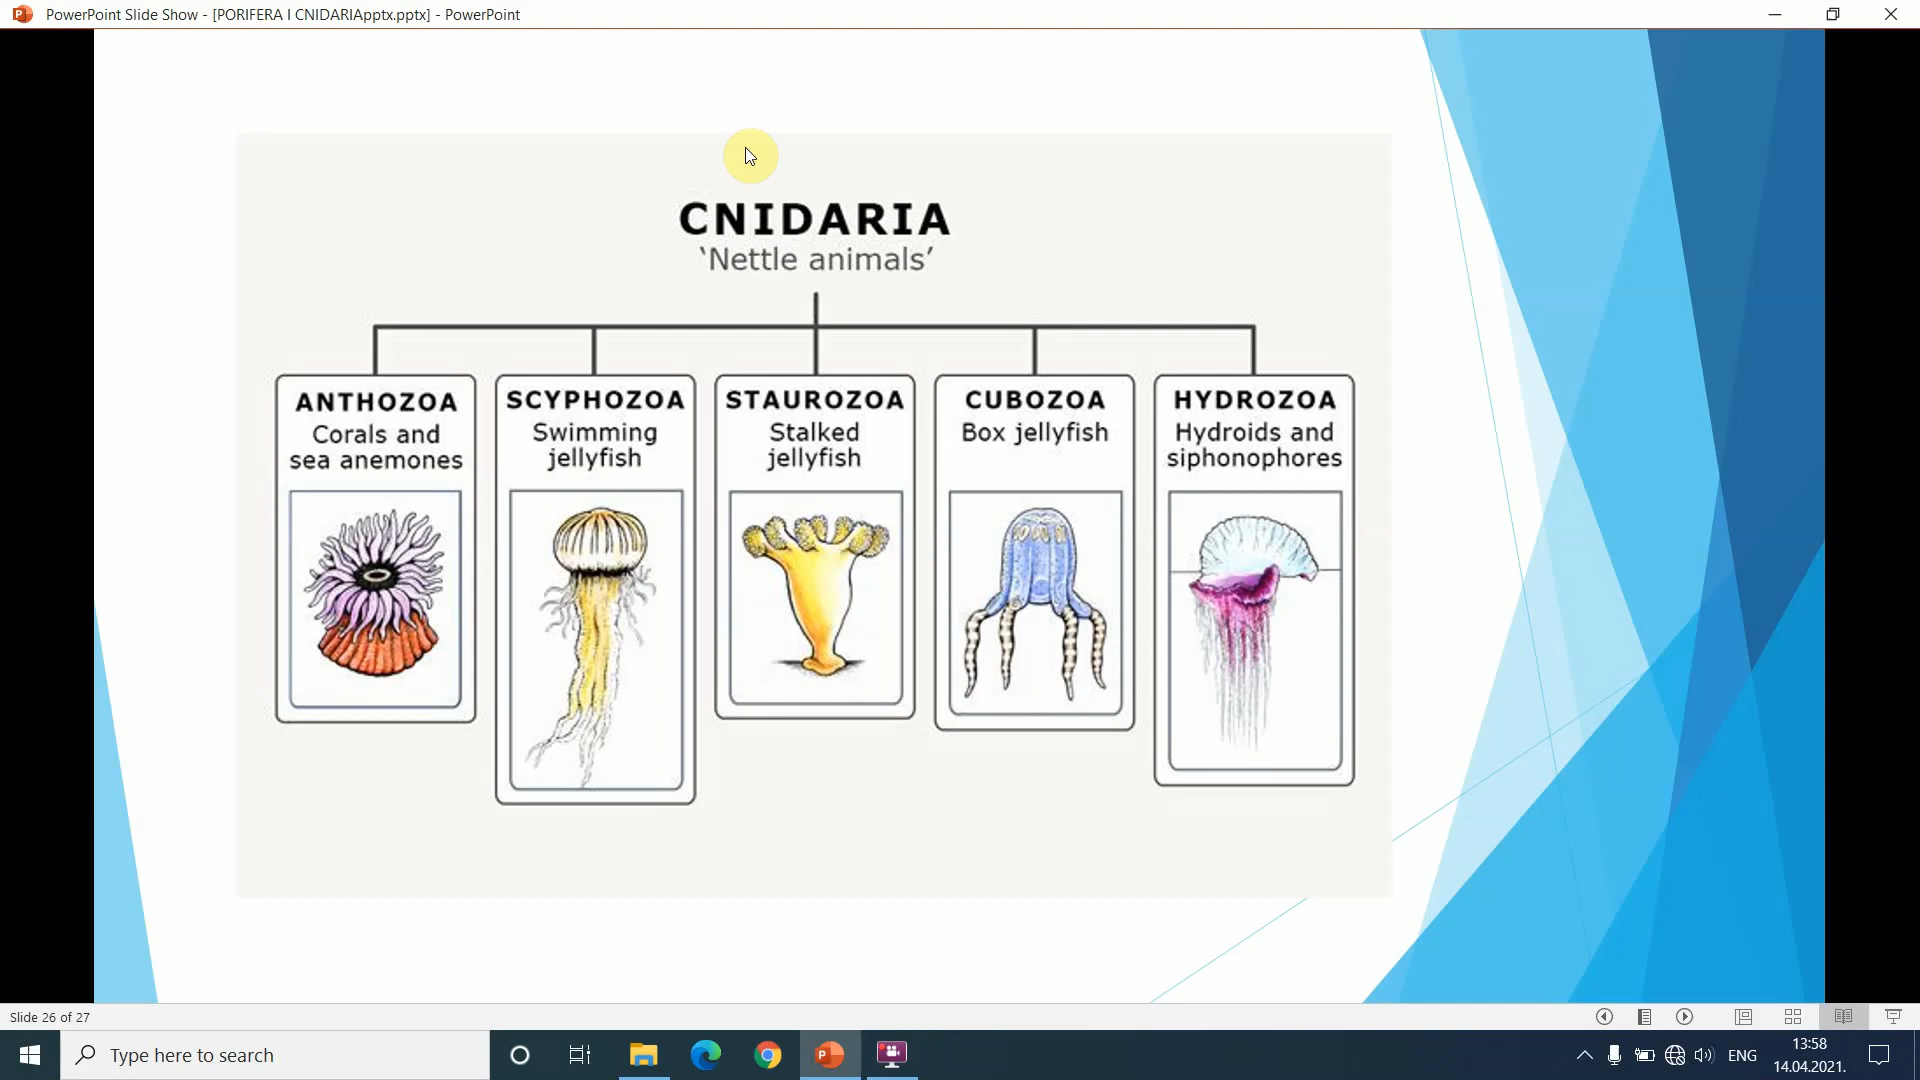 PowerPoint Slide Show - [PORIFERA I CNIDARIApptx.pptx] - PowerPoint
CNIDARIA
‘Nettle animals’
ANTHOZOA
Corals and
sea anemones
SCYPHOZOA
Swimming
jellyfish
STAUROZOA
Stalked
jellyfish
CUBOZOA
Box jellyfish
HYDROZOA
Hydroids and
siphonophores
Slide 26 of 27
Type here to search
ENG
13:58
14.04.2021.